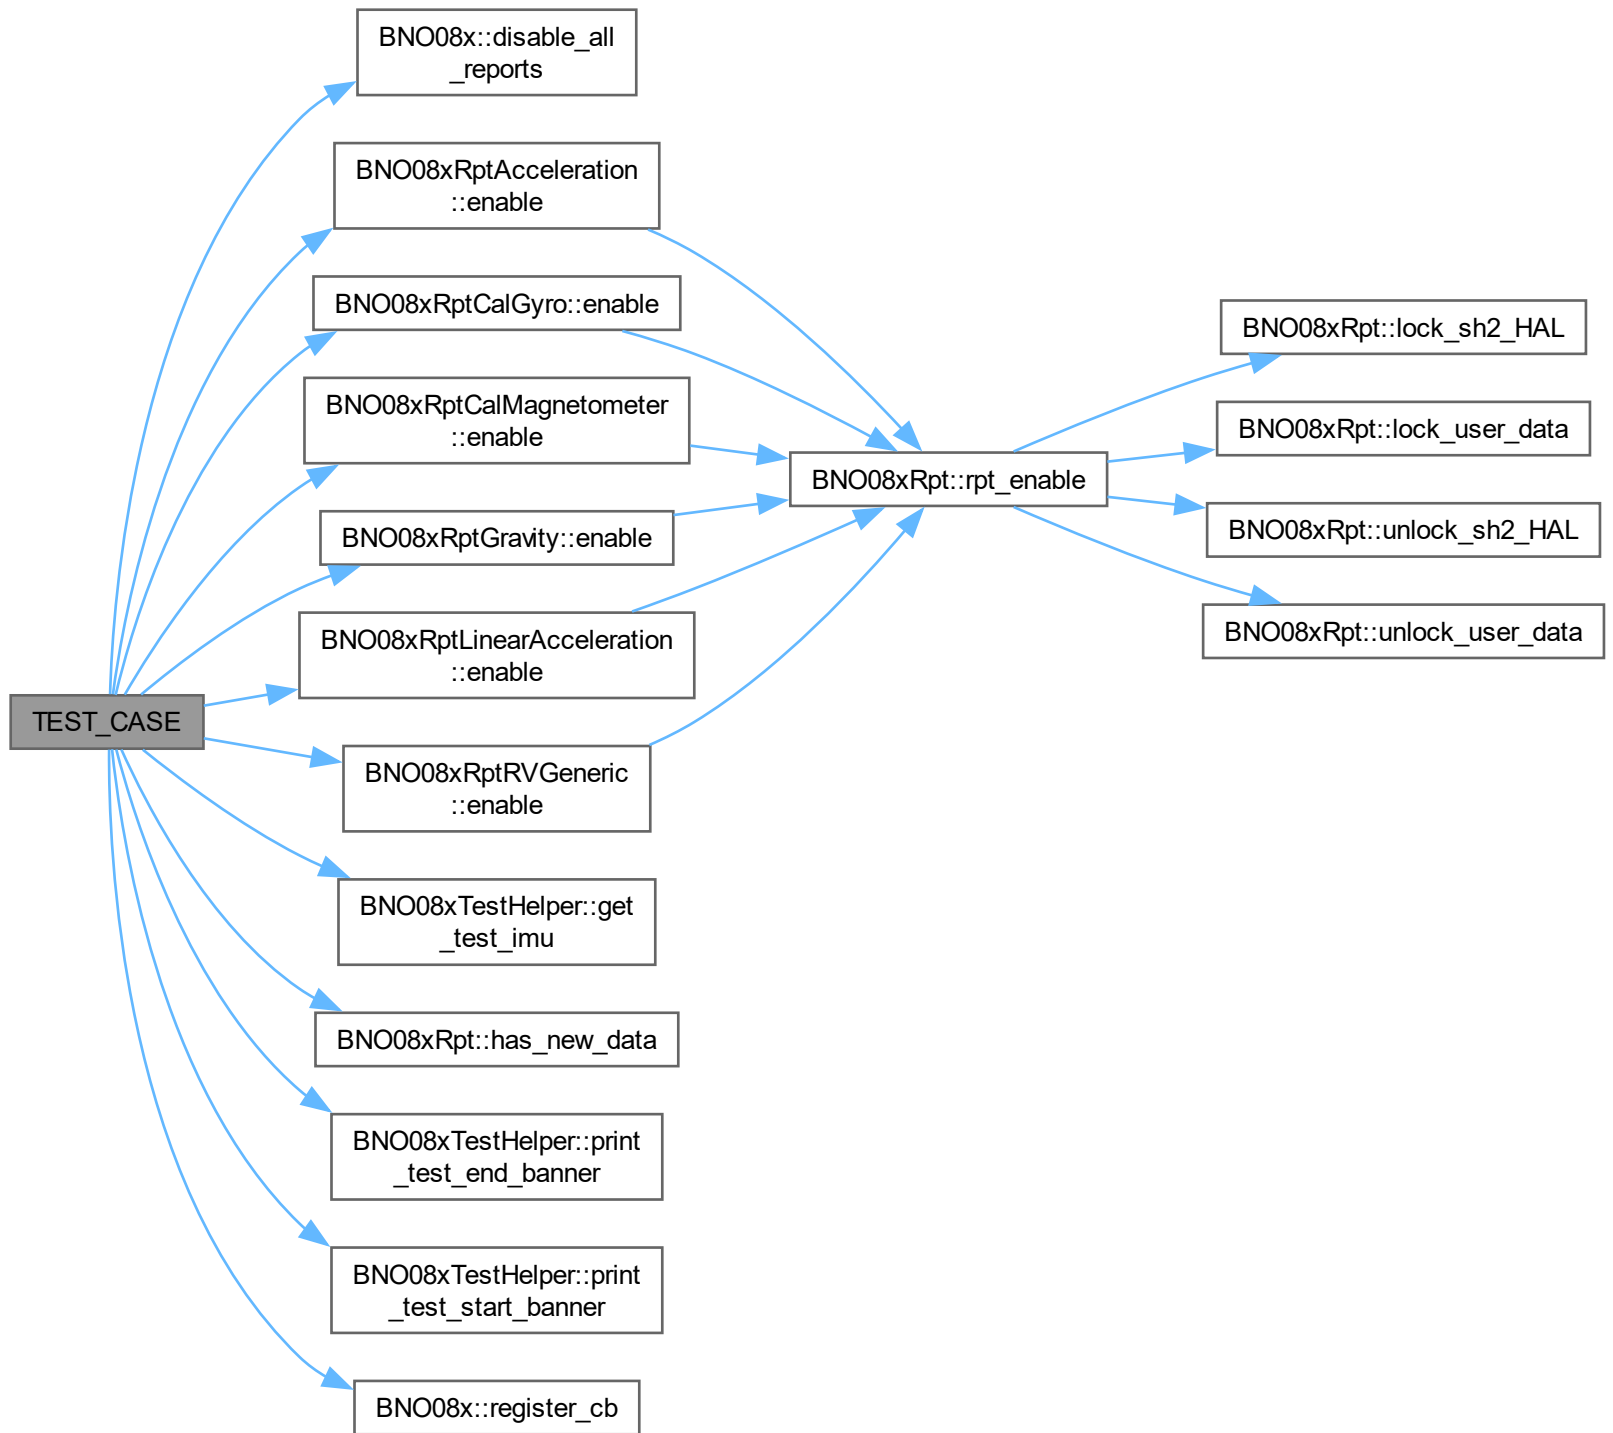 BNO08x::disable_all
_reports
BNO08xRptAcceleration
::enable
BNO08xRptCalGyro::enable
BNO08xRptCalMagnetometer
::enable
BNO08xRptGravity::enable
BNO08xRptLinearAcceleration
::enable
TEST_CASE
BNO08xRptRVGeneric
::enable
BNO08xTestHelper::get
_test_imu
BNO08xRpt::has_new_data
BNO08xTestHelper::print
_test_end_banner
BNO08xTestHelper::print
_test_start_banner
BNO08x::register_cb
BNO08xRpt::rpt_enable
BNO08xRpt::lock_sh2_HAL
BNO08xRpt::lock_user_data
BNO08xRpt::unlock_sh2_HAL
BNO08xRpt::unlock_user_data